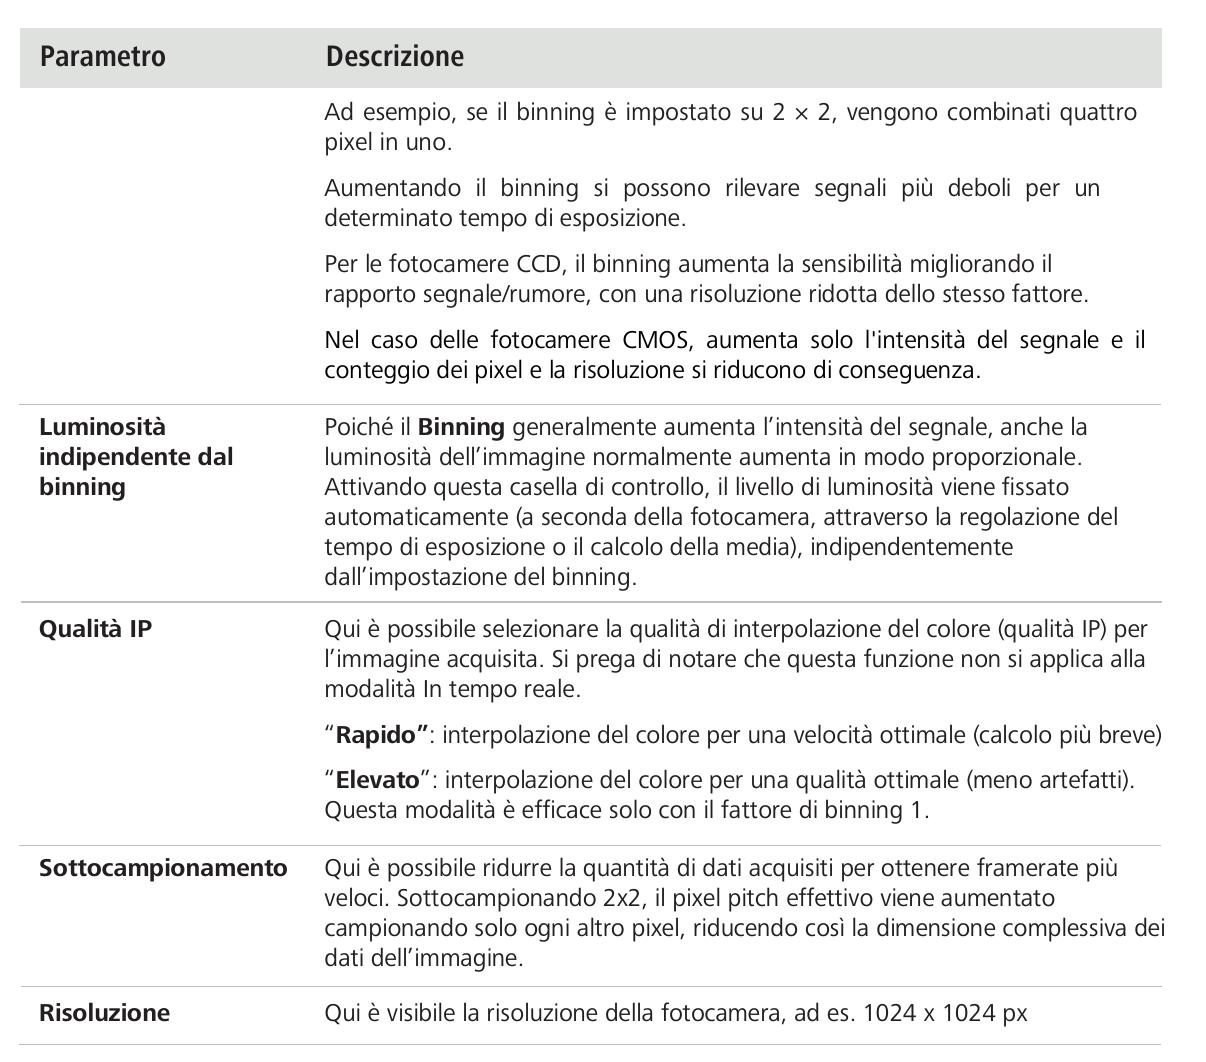 Parametro Descrizione
Ad esempio, se il binning è impostato su 2 × 2, vengono combinati quattro
pixel in uno.
Aumentando il binning si possono rilevare segnali più deboli per un
determinato tempo di esposizione.
Per le fotocamere CCD, il binning aumenta la sensibilità migliorando il
rapporto segnale/rumore, con una risoluzione ridotta dello stesso fattore.
Nel caso delle fotocamere CMOS, aumenta solo l'intensità del segnale e il
conteggio dei pixel e la risoluzione si riducono di conseguenza.
Luminosità
indipendente dal
binning
Poiché il Binning generalmente aumenta l’intensità del segnale, anche la
luminosità dell’immagine normalmente aumenta in modo proporzionale.
Attivando questa casella di controllo, il livello di luminosità viene fissato
automaticamente (a seconda della fotocamera, attraverso la regolazione del
tempo di esposizione o il calcolo della media), indipendentemente
dall’impostazione del binning.
Qualità IP
Qui è possibile selezionare la qualità di interpolazione del colore (qualità IP) per
l’immagine acquisita. Si prega di notare che questa funzione non si applica alla
modalità In tempo reale.
“Rapido”: interpolazione del colore per una velocità ottimale (calcolo più breve)
“Elevato”: interpolazione del colore per una qualità ottimale (meno artefatti).
Questa modalità è efficace solo con il fattore di binning 1.
Sottocampionamento
Qui è possibile ridurre la quantità di dati acquisiti per ottenere framerate più
veloci. Sottocampionando 2x2, il pixel pitch effettivo viene aumentato
campionando solo ogni altro pixel, riducendo così la dimensione complessiva dei
dati dell’immagine.
Risoluzione
Qui è visibile la risoluzione della fotocamera, ad es. 1024 x 1024 px